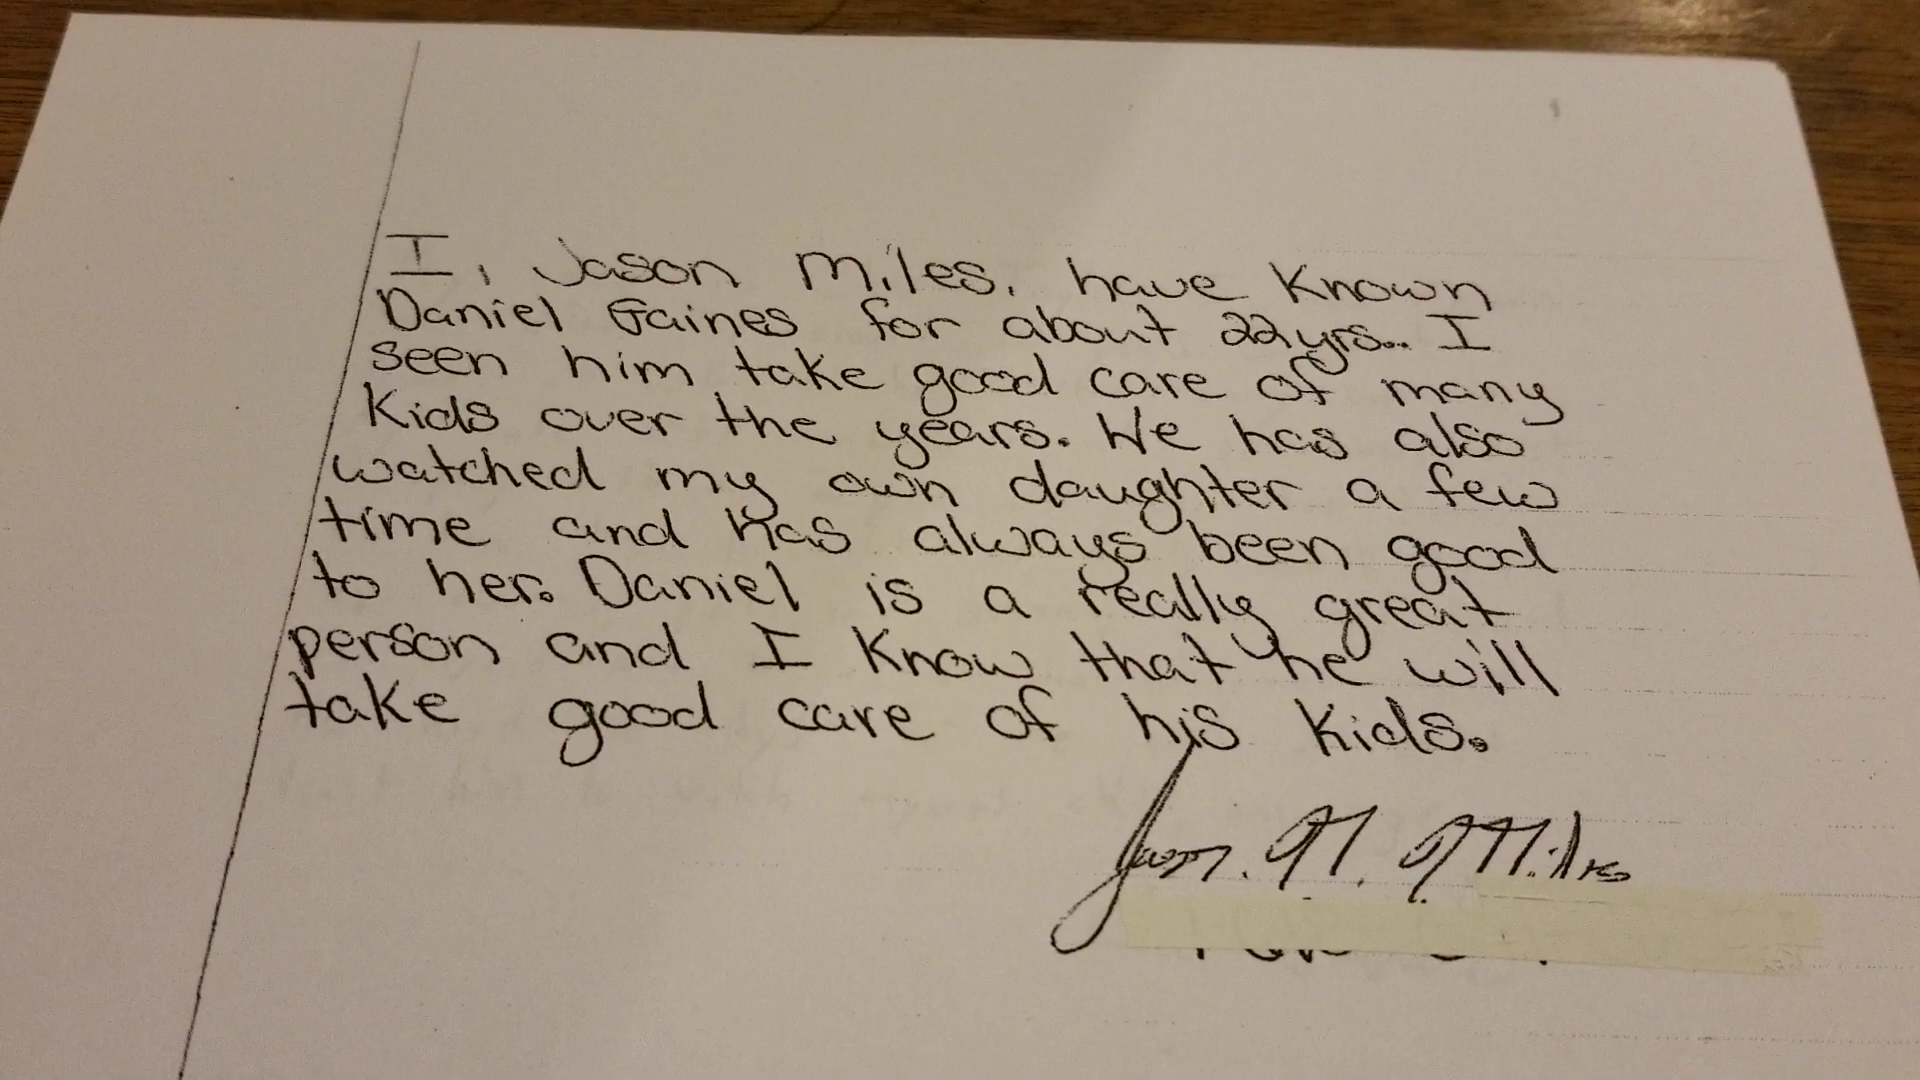 I, Jason Miles, have Known
Daniel Gaines for about 22yrs.. I
seen him take good care of many
Kids over the years. He has also
watched my own daughter a few
time and has always been good
to her. Daniel is a really great
person and I Know that he will
take good care of his Kids.
Jason. M. Miles